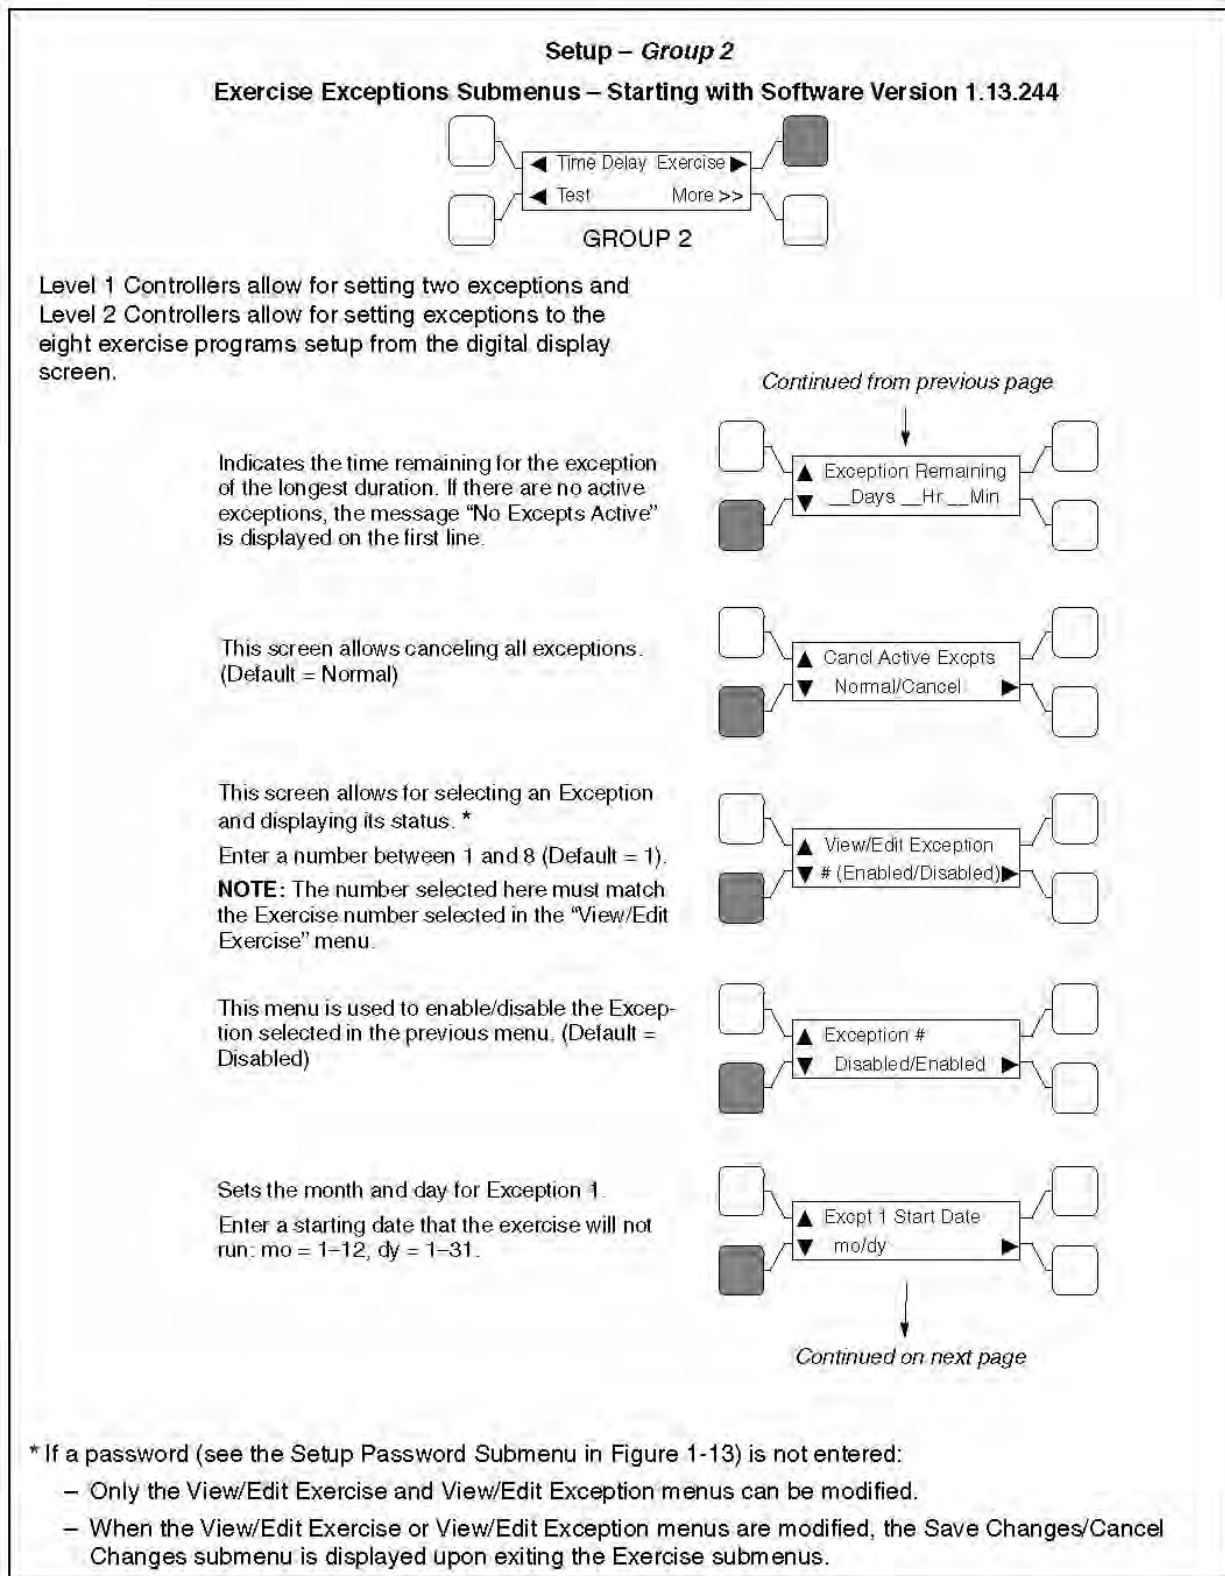 Setup – Group 2
Exercise Exceptions Submenus – Starting with Software Version 1.13.244
◀ Time Delay Exercise ▶
◀ Test More >>
GROUP 2
Level 1 Controllers allow for setting two exceptions and
Level 2 Controllers allow for setting exceptions to the
eight exercise programs setup from the digital display
screen.
Continued from previous page
Indicates the time remaining for the exception
of the longest duration. If there are no active
exceptions, the message “No Excepts Active”
is displayed on the first line.
▲ Exception Remaining
▼ __Days __Hr __Min
This screen allows canceling all exceptions.
(Default = Normal)
▲ Cancl Active Excpts
▼ Normal/Cancel ▶
This screen allows for selecting an Exception
and displaying its status. *
Enter a number between 1 and 8 (Default = 1).
NOTE: The number selected here must match
the Exercise number selected in the “View/Edit
Exercise” menu.
▲ View/Edit Exception
▼ # (Enabled/Disabled)▶
This menu is used to enable/disable the Excep-
tion selected in the previous menu. (Default =
Disabled)
▲ Exception #
▼ Disabled/Enabled ▶
Sets the month and day for Exception 1.
Enter a starting date that the exercise will not
run: mo = 1–12, dy = 1–31.
▲ Excpt 1 Start Date
▼ mo/dy ▶
Continued on next page
* If a password (see the Setup Password Submenu in Figure 1-13) is not entered:
– Only the View/Edit Exercise and View/Edit Exception menus can be modified.
– When the View/Edit Exercise or View/Edit Exception menus are modified, the Save Changes/Cancel
Changes submenu is displayed upon exiting the Exercise submenus.